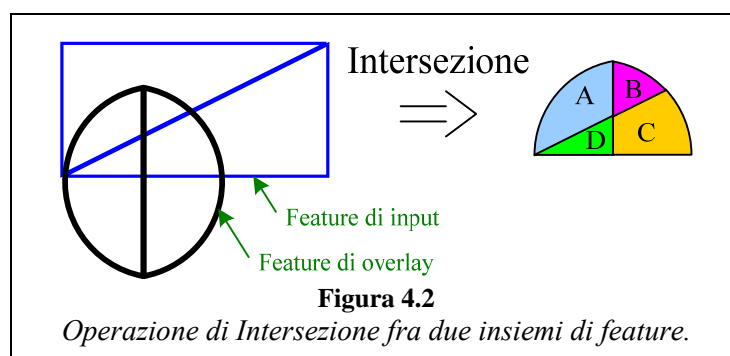 Intersezione
A
B
D
C
Feature di input
Feature di overlay
Figura 4.2
Operazione di Intersezione fra due insiemi di feature.